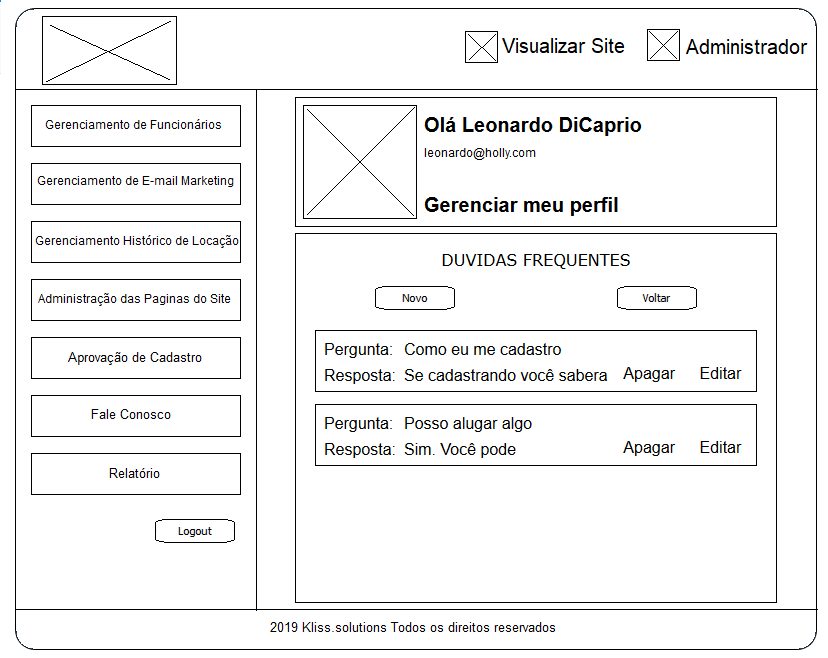 Visualizar Site
Administrador
Gerenciamento de Funcionários
Gerenciamento de E-mail Marketing
Gerenciamento Histórico de Locação
Administração das Paginas do Site
Aprovação de Cadastro
Fale Conosco
Relatório
Logout
Olá Leonardo DiCaprio
leonardo@holly.com
Gerenciar meu perfil
DUVIDAS FREQUENTES
Novo
Voltar
Pergunta: Como eu me cadastro
Resposta: Se cadastrando você sabera
Apagar Editar
Pergunta: Posso alugar algo
Resposta: Sim. Você pode
Apagar Editar
2019 Kliss.solutions Todos os direitos reservados